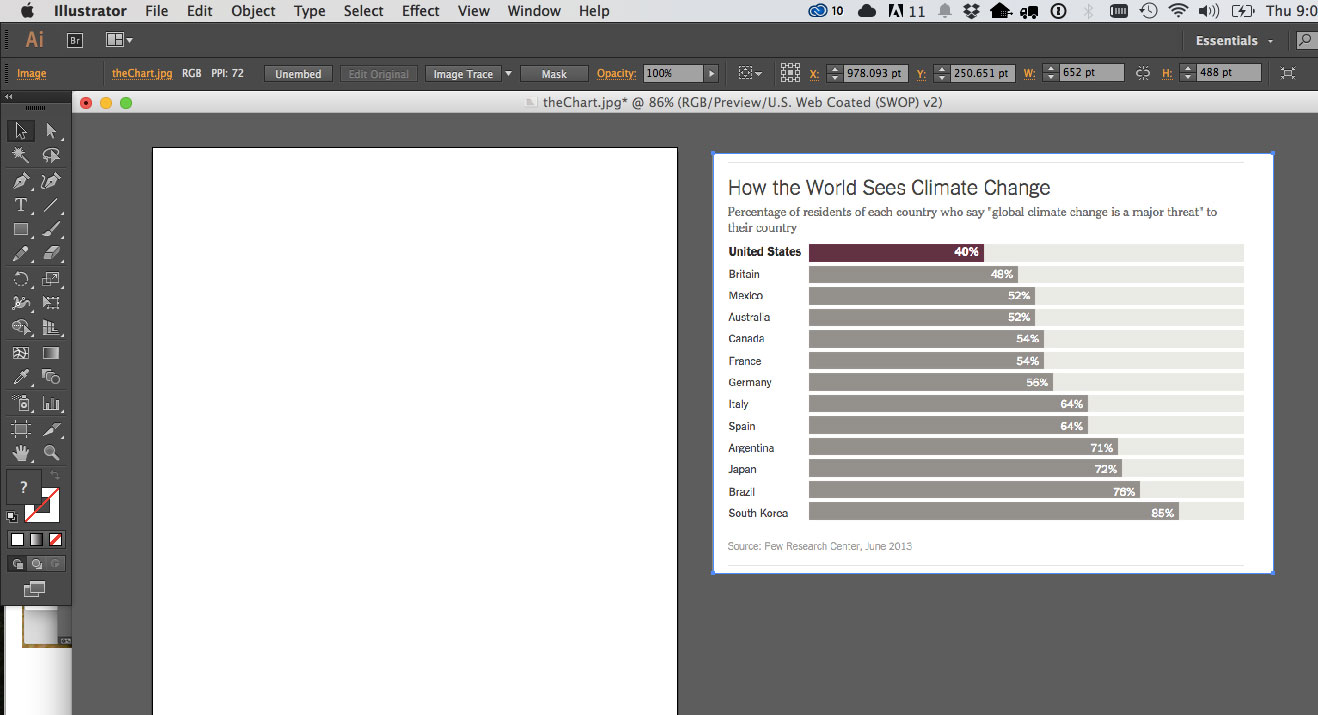 Illustrator File Edit Object Type Select Effect View Window Help 10 11 Thu 9:0
Ai Br Essentials
Image theChart.jpg RGB PPI: 72 Unembed Edit Original Image Trace Mask Opacity: 100% X: 978.093 pt Y: 250.651 pt W: 652 pt H: 488 pt
theChart.jpg* @ 86% (RGB/Preview/U.S. Web Coated (SWOP) v2)
How the World Sees Climate Change
Percentage of residents of each country who say "global climate change is a major threat" to
their country
United States 40%
Britain 48%
Mexico 52%
Australia 52%
Canada 54%
France 54%
Germany 56%
Italy 64%
Spain 64%
Argentina 71%
Japan 72%
Brazil 76%
South Korea 85%
Source: Pew Research Center, June 2013
T
?